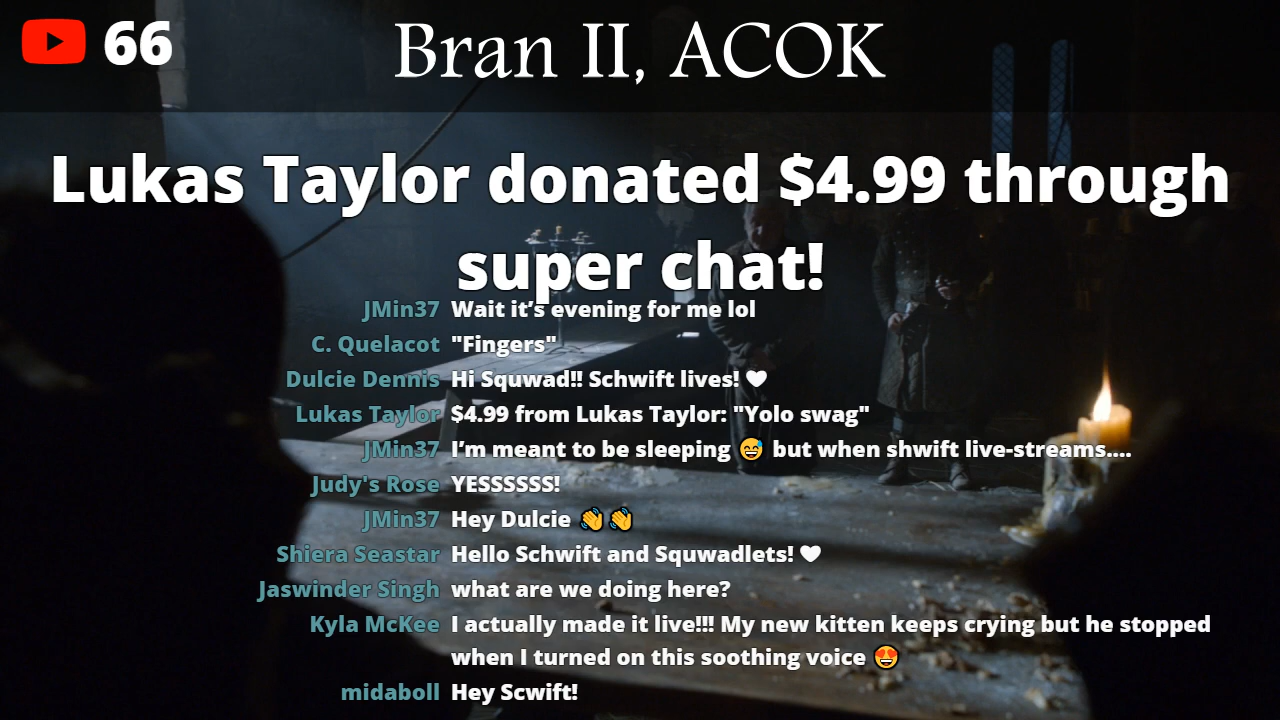 66
Bran II, ACOK
Lukas Taylor donated $4.99 through
super chat!
JMin37 Wait it’s evening for me lol
C. Quelacot "Fingers"
Dulcie Dennis Hi Squwad!! Schwift lives! 🤍
Lukas Taylor $4.99 from Lukas Taylor: "Yolo swag"
JMin37 I’m meant to be sleeping 😅 but when shwift live-streams....
Judy's Rose YESSSSSS!
JMin37 Hey Dulcie 👏👏
Shiera Seastar Hello Schwift and Squwadlets! 🤍
Jaswinder Singh what are we doing here?
Kyla McKee I actually made it live!!! My new kitten keeps crying but he stopped
when I turned on this soothing voice 😍
midaboll Hey Scwift!